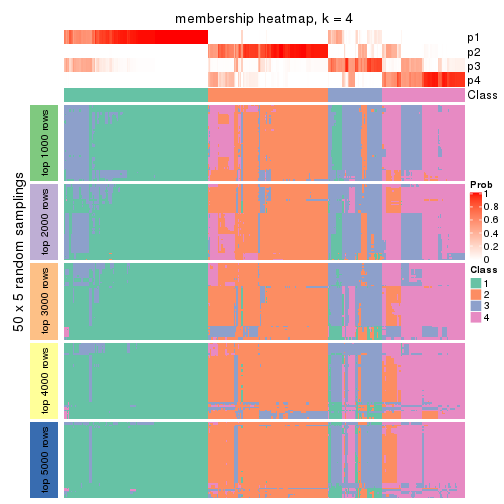 membership heatmap, k = 4
p1
p2
p3
p4
Class
50 x 5 random samplings
top 1000 rows
top 2000 rows
top 3000 rows
top 4000 rows
top 5000 rows
Prob
1
0.8
0.6
0.4
0.2
0
Class
1
2
3
4